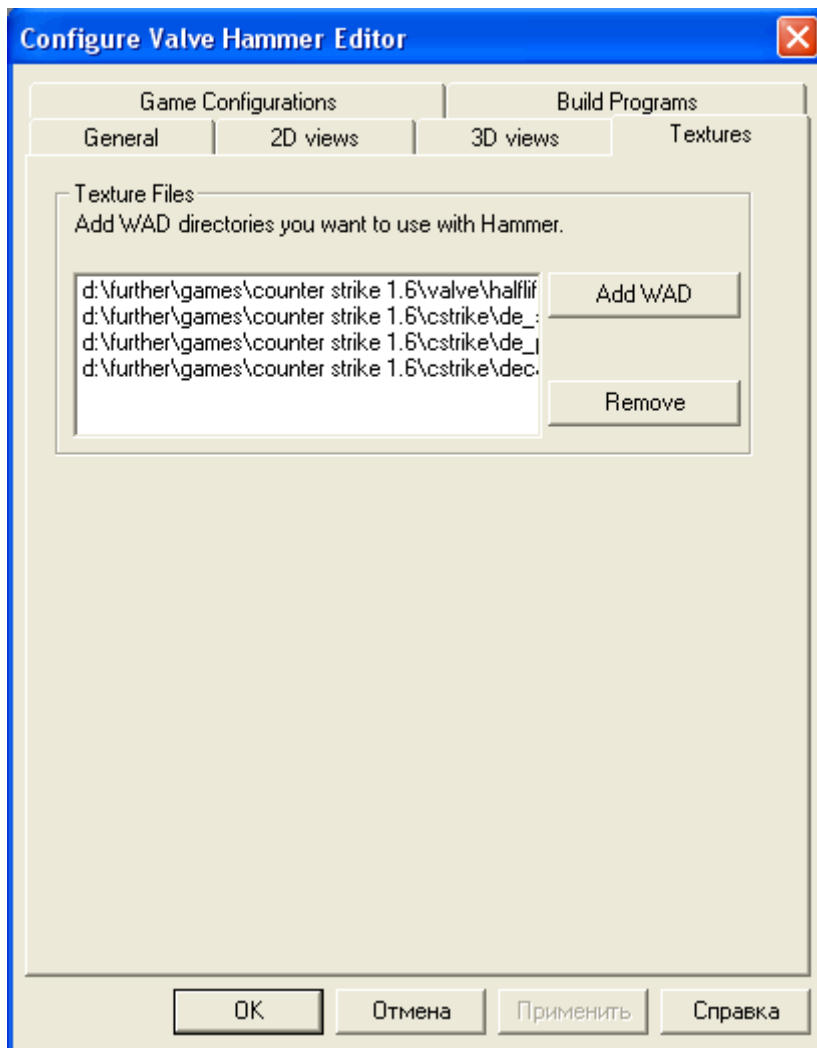 Configure Valve Hammer Editor
Game Configurations Build Programs
General 2D views 3D views Textures
Texture Files
Add WAD directories you want to use with Hammer.
d:\further\games\counter strike 1.6\valve\halflif
d:\further\games\counter strike 1.6\cstrike\de_
d:\further\games\counter strike 1.6\cstrike\de_
d:\further\games\counter strike 1.6\cstrike\dec
Add WAD
Remove
OK Отмена Применить Справка